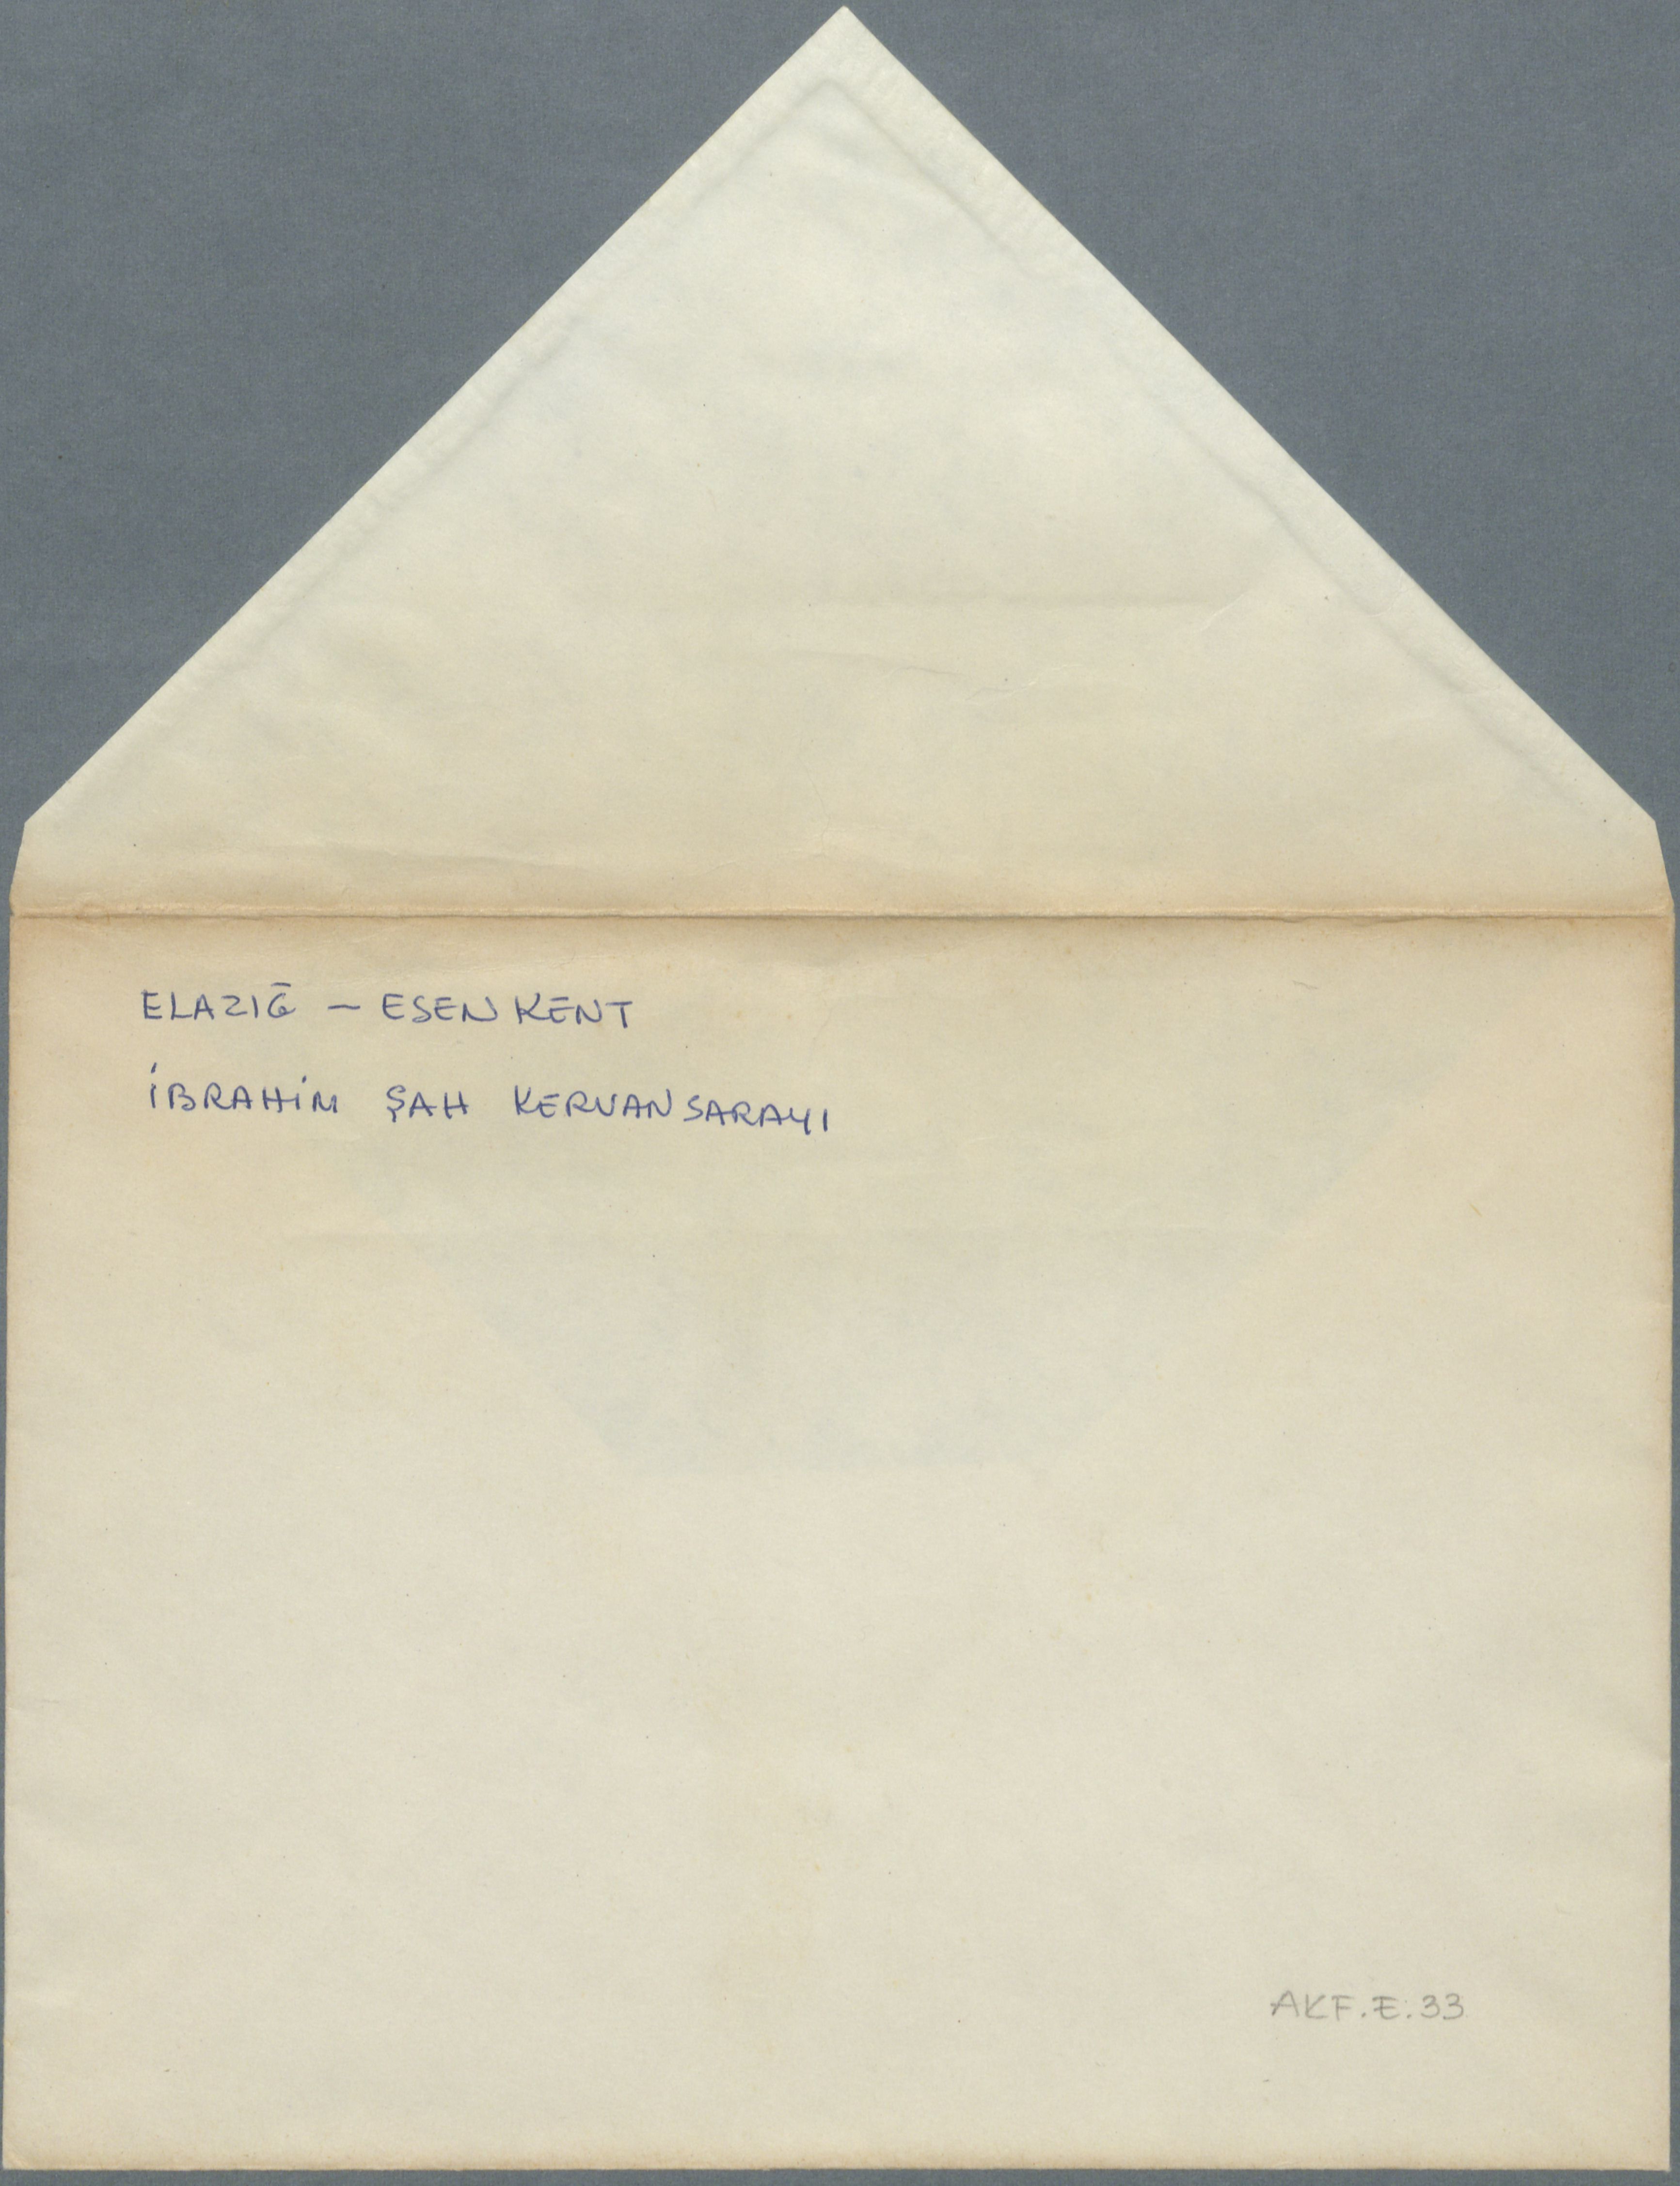 ELAZIĞ – ESENKENT
İBRAHİM ŞAH KERVANSARAYI
AKF.E.33